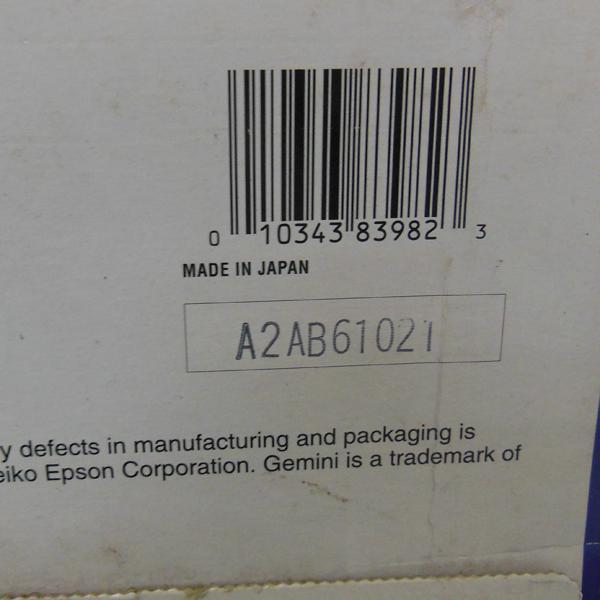 0 10343 83982 3
MADE IN JAPAN
A2AB61021
y defects in manufacturing and packaging is
eiko Epson Corporation. Gemini is a trademark of